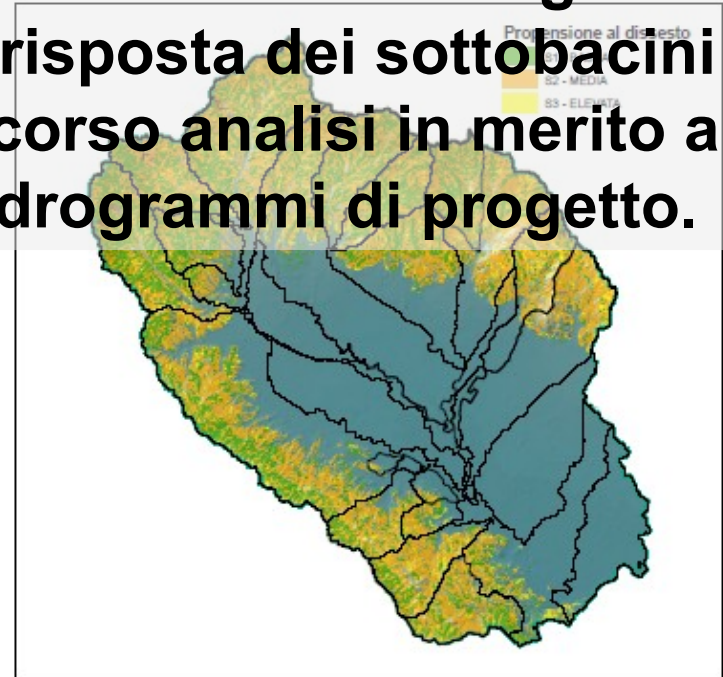 risposta dei sottobacini
corso analisi in merito a
drogrammi di progetto.
Propensione al dissesto
S2 - MEDIA
S3 - ELEVATA